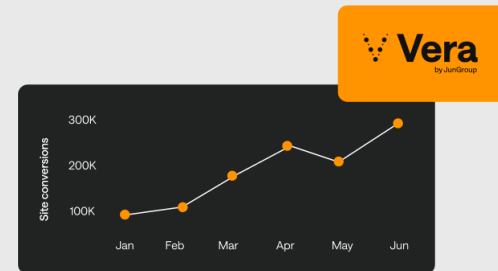 Vera
by JunGroup
300K
200K
100K
Site conversions
Jan Feb Mar Apr May Jun